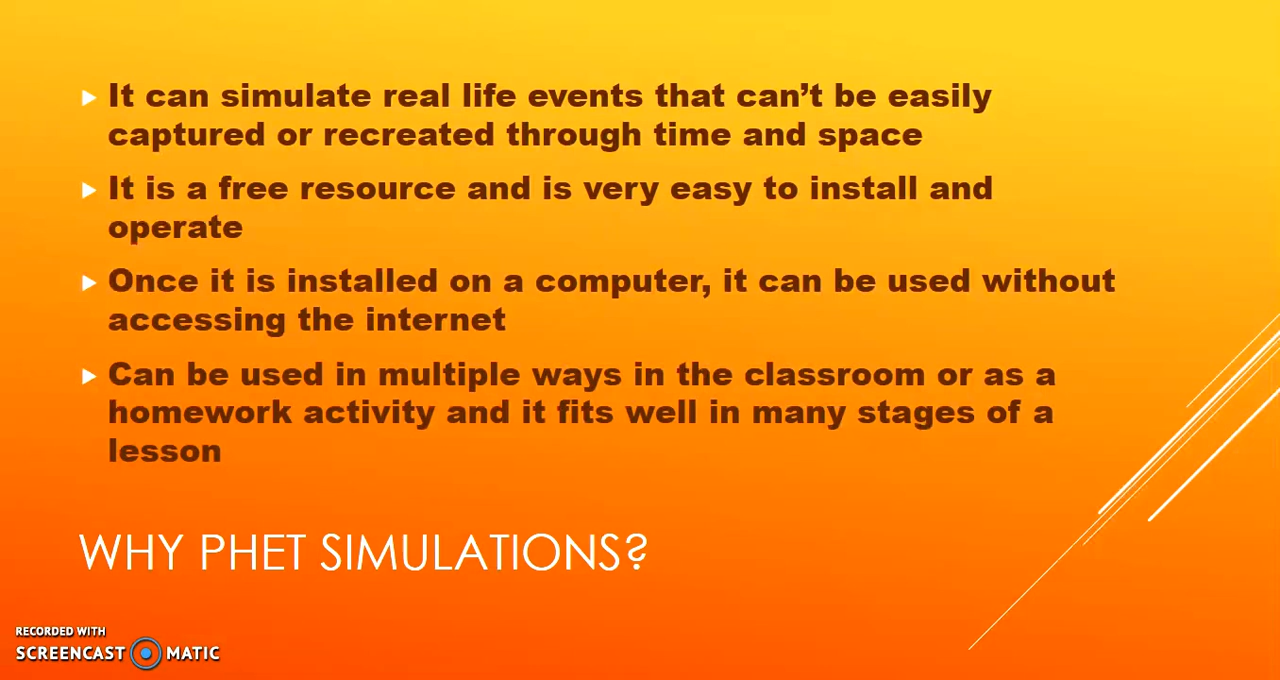 It can simulate real life events that can’t be easily
captured or recreated through time and space
It is a free resource and is very easy to install and
operate
Once it is installed on a computer, it can be used without
accessing the internet
Can be used in multiple ways in the classroom or as a
homework activity and it fits well in many stages of a
lesson
WHY PHET SIMULATIONS?
RECORDED WITH
SCREENCAST MATIC